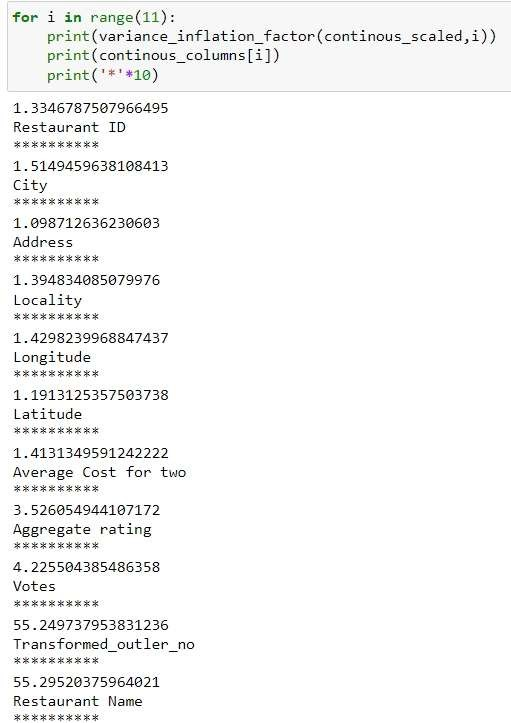 for i in range(11):
    print(variance_inflation_factor(continous_scaled,i))
    print(continous_columns[i])
    print('*'*10)
1.3346787507966495
Restaurant ID
**********
1.5149459638108413
City
**********
1.098712636230603
Address
**********
1.394834085079976
Locality
**********
1.4298239968847437
Longitude
**********
1.1913125357503738
Latitude
**********
1.4131349591242222
Average Cost for two
**********
3.526054944107172
Aggregate rating
**********
4.225504385486358
Votes
**********
55.249737953831236
Transformed_outler_no
**********
55.29520375964021
Restaurant Name
**********